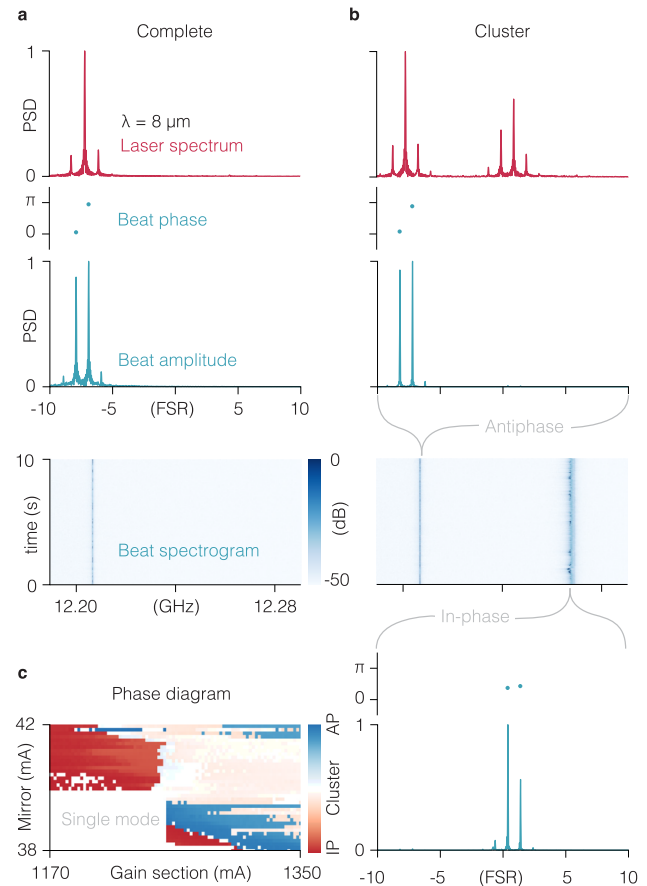 a
Complete
1
PSD
0
λ = 8 µm
Laser spectrum
π
0
Beat phase
1
PSD
0
Beat amplitude
-10
-5
(FSR)
5
10
10
time (s)
0
Beat spectrogram
12.20
(GHz)
12.28
0
(dB)
-50
b
Cluster
Antiphase
In-phase
π
0
1
0
-10
-5
(FSR)
5
10
c
Phase diagram
42
Mirror (mA)
38
Single mode
1170
Gain section (mA)
1350
AP
Cluster
IP